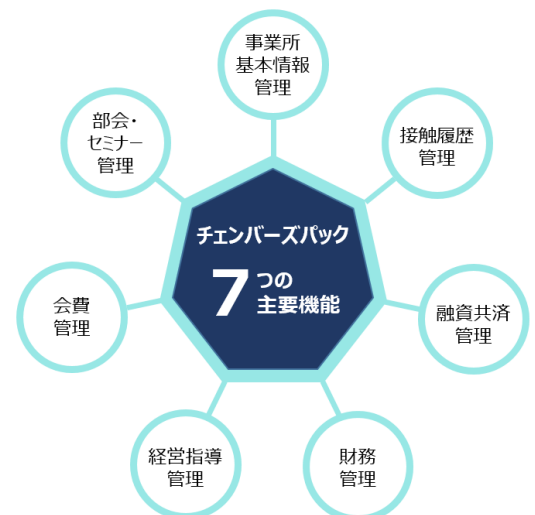 事業所
基本情報
管理
部会・
セミナー
管理
接触履歴
管理
チェンバーズパック
7つの
主要機能
会費
管理
融資共済
管理
経営指導
管理
財務
管理